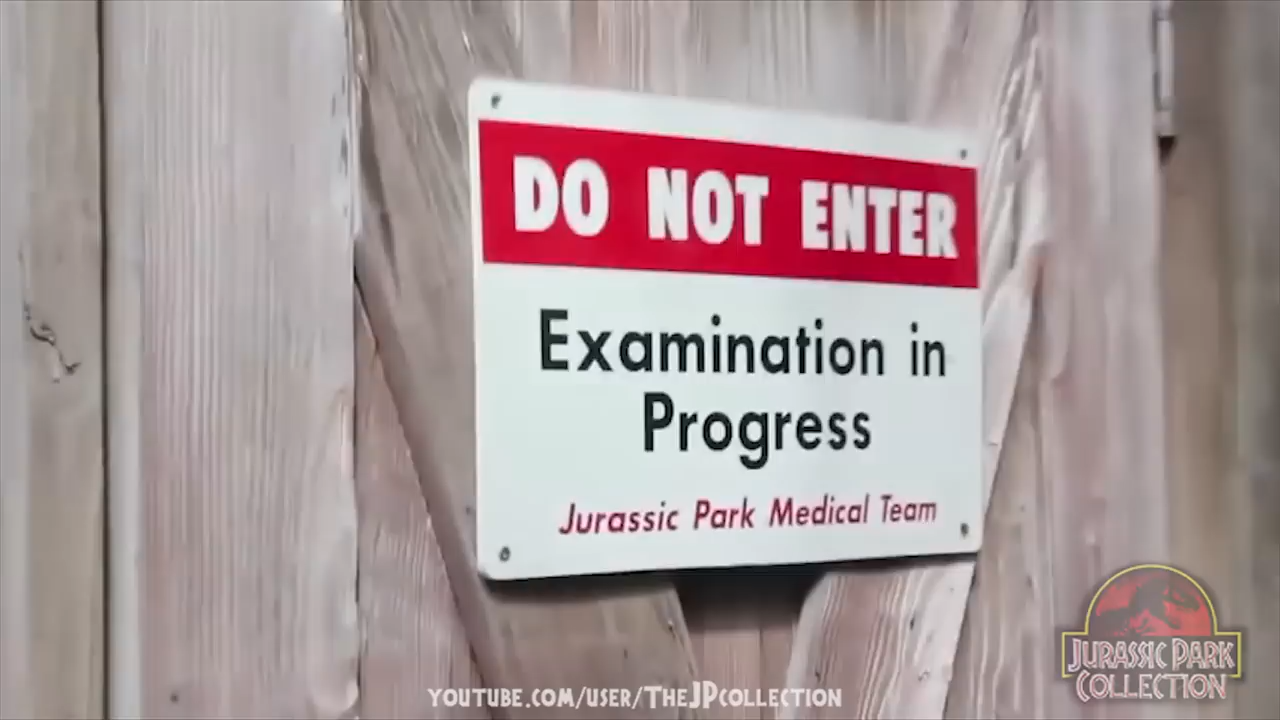 DO NOT ENTER
Examination in
Progress
Jurassic Park Medical Team
YOUTUBE.COM/USER/THEJPCOLLECTION
JURASSIC PARK
COLLECTION